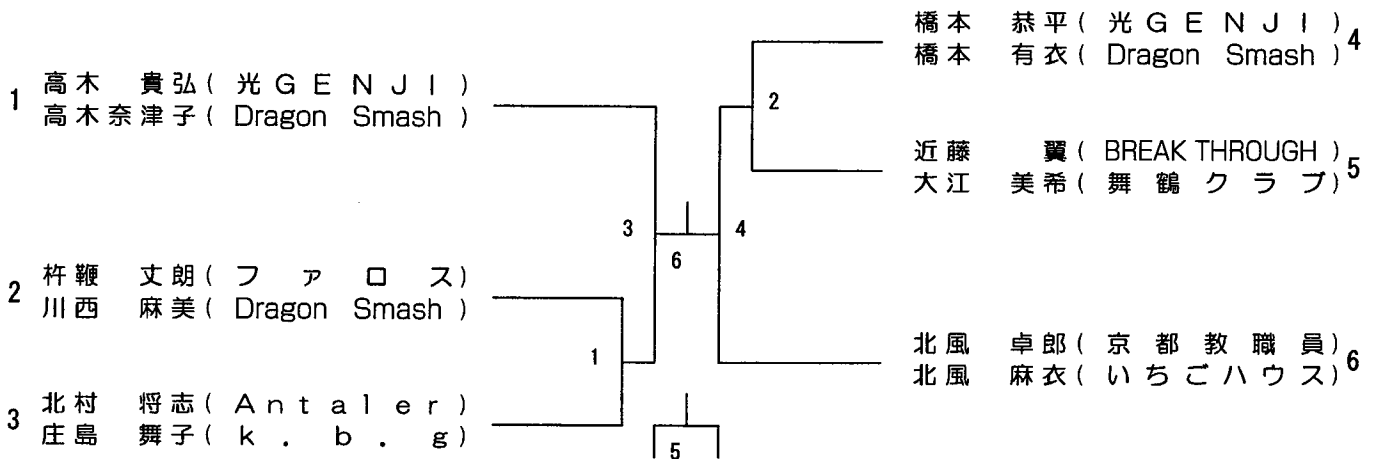 1
高木 貴弘( 光GENJI )
高木奈津子( Dragon Smash )
2
杵鞭 丈朗( ファロス)
川西 麻美( Dragon Smash )
3
北村 将志( Antaler )
庄島 舞子( k.b.g)
1
3
6
5
4
2
橋本 恭平( 光GENJI )
橋本 有衣( Dragon Smash )
4
近藤 翼( BREAK THROUGH )
大江 美希( 舞鶴クラブ)
5
北風 卓郎( 京都教職員)
北風 麻衣( いちごハウス)
6